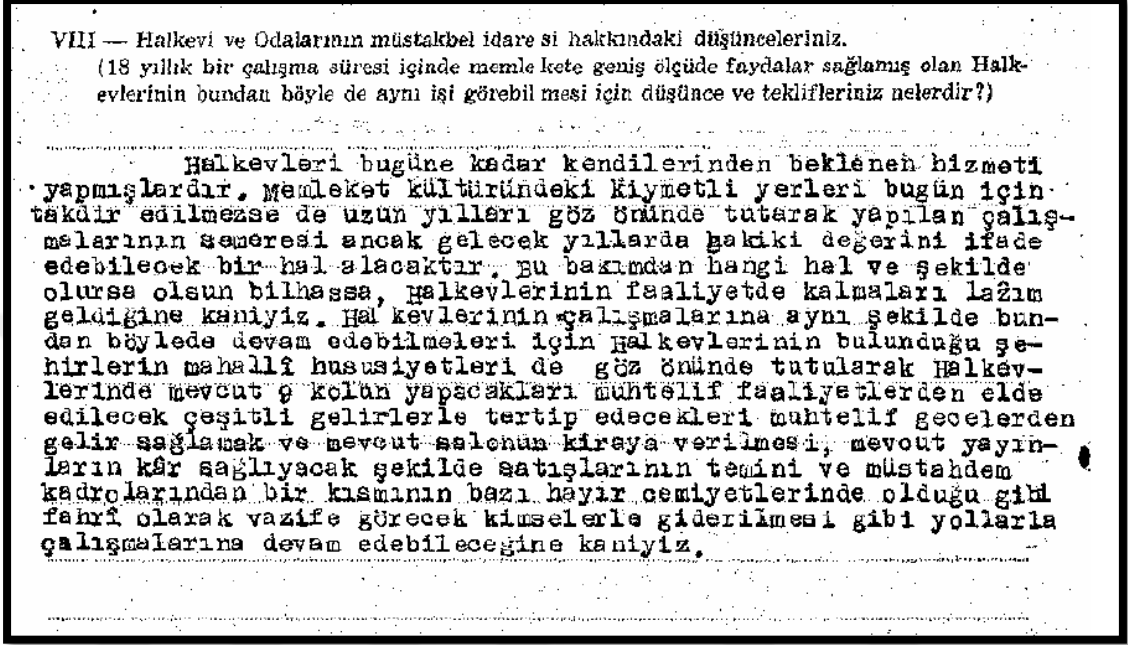 VIII — Halkevi ve Odalarının müstakbel idare si hakkındaki düşünceleriniz.
(18 yıllık bir çalışma süresi içinde memle kete geniş ölçüde faydalar sağlamış olan Halk-
evlerinin bundan böyle de aynı işi görebil mesi için düşünce ve teklifleriniz nelerdir?)
Halkevleri bugüne kadar kendilerinden beklenen hizmeti
yapmışlardır. Memleket kültüründeki kiymetli yerleri bugün için
takdir edilmezse de uzun yılları göz önünde tutarak yapılan çalış-
malarının semeresi ancak gelecek yıllarda hakiki değerini ifade
edebilecek bir hal alacaktır. Bu bakımdan hangi hal ve şekilde
olursa olsun bilhassa, Halkevlerinin faaliyetde kalmaları lazım
geldiğine kaniyiz. Hal kevlerinin çalışmalarına aynı şekilde bun-
dan böylede devam edebilmeleri için Halkevlerinin bulunduğu şe-
hirlerin mahallî hususiyetleri de göz önünde tutularak Halkev-
lerinde mevcut 9 kolun yapacakları muhtelif faaliyetlerden elde
edilecek çeşitli gelirlerle tertip edecekleri muhtelif gecelerden
gelir sağlamak ve mevcut salonun kiraya verilmesi, mevcut yayın-
ların kâr sağlıyacak şekilde satışlarının temini ve müstahdem
kadrolarından bir kısmının bazı hayir cemiyetlerinde olduğu gibi
fahrî olarak vazife görecek kimselerle giderilmesi gibi yollarla
çalışmalarına devam edebileceğine kaniyiz.